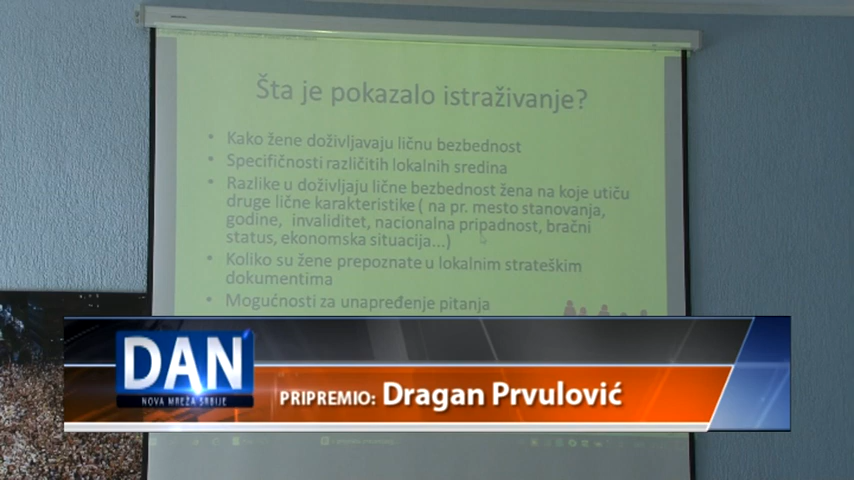 Šta je pokazalo istraživanje?
• Kako žene doživljavaju ličnu bezbednost
• Specifičnosti različitih lokalnih sredina
• Razlike u doživljaju lične bezbednost žena na koje utiču
druge lične karakteristike ( na pr. mesto stanovanja,
godine, invaliditet, nacionalna pripadnost, bračni
status, ekonomska situacija...)
• Koliko su žene prepoznate u lokalnim strateškim
dokumentima
• Mogućnosti za unapređenje pitanja
DAN
NOVA MREŽA SRBIJE
PRIPREMIO: Dragan Prvulović